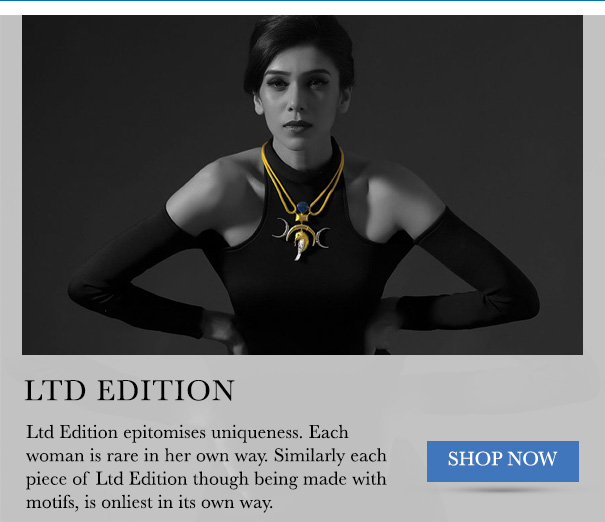 LTD EDITION
Ltd Edition epitomises uniqueness. Each
woman is rare in her own way. Similarly each
piece of Ltd Edition though being made with
motifs, is onliest in its own way.
SHOP NOW